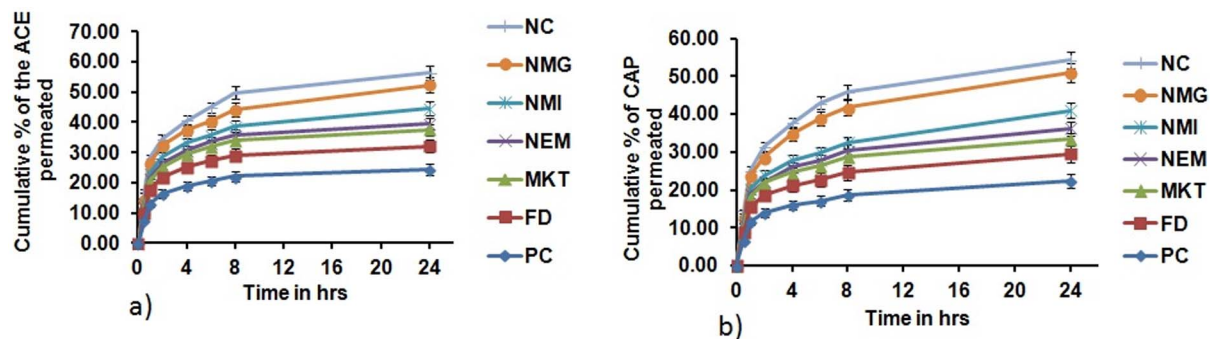 Cumulative % of the ACE
permeated
70.00
60.00
50.00
40.00
30.00
20.00
10.00
0.00
0 4 8 12 16 20 24
Time in hrs
a)
NC
NMG
NMI
NEM
MKT
FD
PC
Cumulative % of CAP
permeated
60.00
50.00
40.00
30.00
20.00
10.00
0.00
0 4 8 12 16 20 24
Time in hrs
b)
NC
NMG
NMI
NEM
MKT
FD
PC